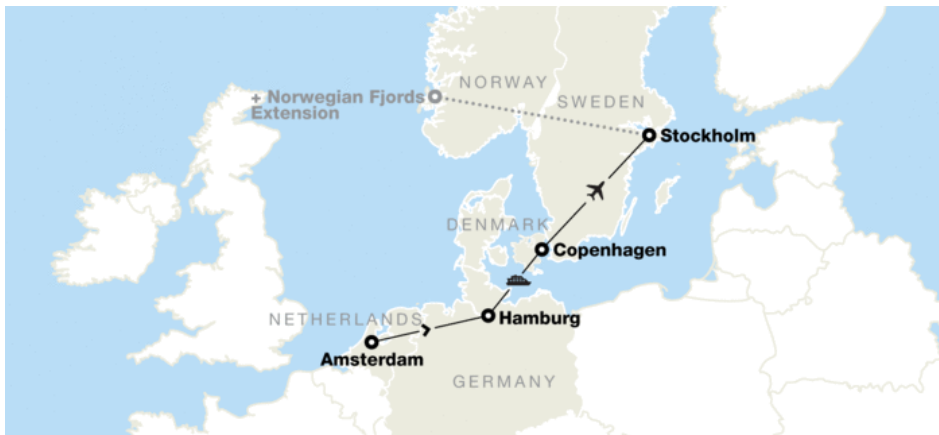 NORWAY
+ Norwegian Fjords
Extension
SWEDEN
Stockholm
DENMARK
Copenhagen
NETHERLANDS
Hamburg
Amsterdam
GERMANY